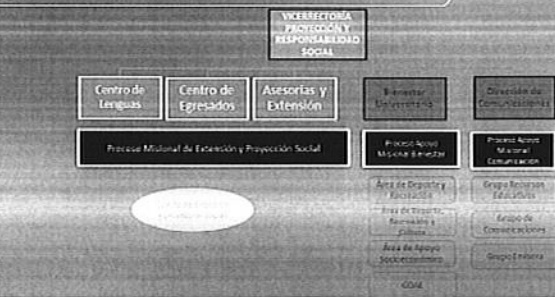 VICERRECTORÍA
PROYECCIÓN Y
RESPONSABILIDAD
SOCIAL
Centro de
Lenguas
Centro de
Egresados
Asesorías y
Extensión
Bienestar
Universitario
Dirección de
Comunicaciones
Proceso Misional de Extensión y Proyección Social
Proceso Apoyo
Misional Bienestar
Proceso Apoyo
Misional
Comunicación
Área de Deporte y
Recreación
Área de Deporte,
Recreación y
Cultura
Área de Apoyo
Socioeconómico
Grupo Recursos
Educativos
Grupo de
Comunicaciones
Grupo Emisora